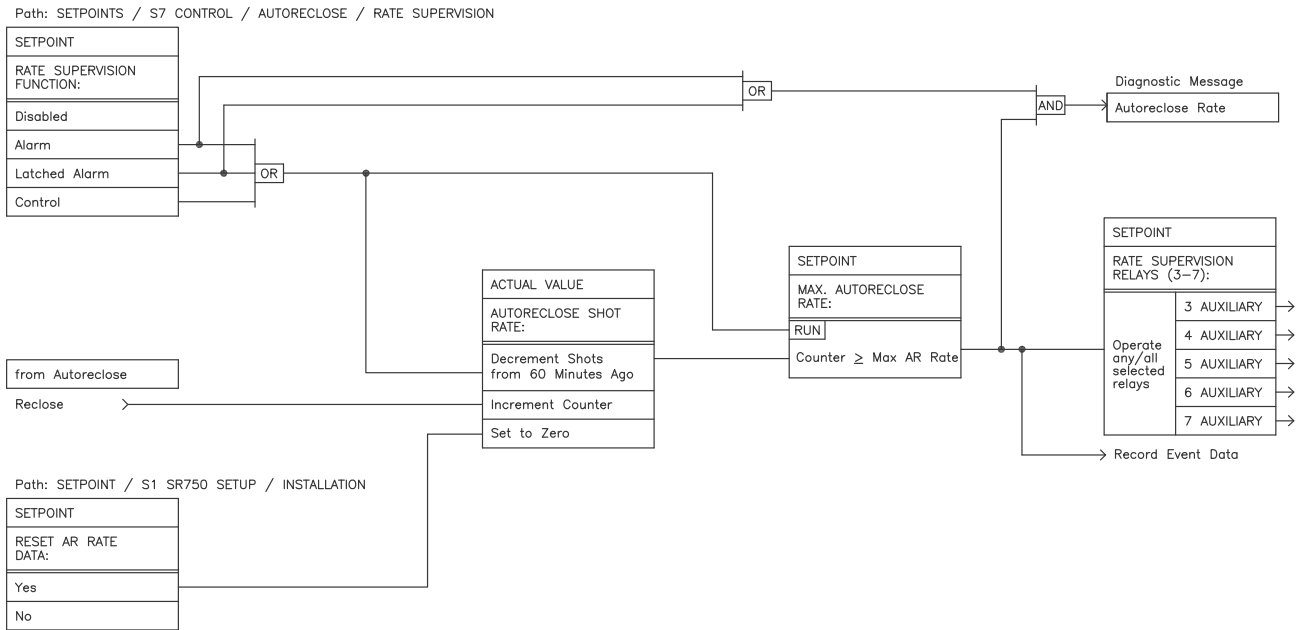 Path: SETPOINTS / S7 CONTROL / AUTORECLOSE / RATE SUPERVISION
SETPOINT
RATE SUPERVISION
FUNCTION:
Disabled
Alarm
Latched Alarm
Control
OR
OR
AND
Diagnostic Message
Autoreclose Rate
ACTUAL VALUE
AUTORECLOSE SHOT
RATE:
Decrement Shots
from 60 Minutes Ago
Increment Counter
Set to Zero
SETPOINT
MAX. AUTORECLOSE
RATE:
RUN
Counter ≥ Max AR Rate
SETPOINT
RATE SUPERVISION
RELAYS (3-7):
Operate
any/all
selected
relays
3 AUXILIARY
4 AUXILIARY
5 AUXILIARY
6 AUXILIARY
7 AUXILIARY
Record Event Data
from Autoreclose
Reclose
Path: SETPOINT / S1 SR750 SETUP / INSTALLATION
SETPOINT
RESET AR RATE
DATA:
Yes
No